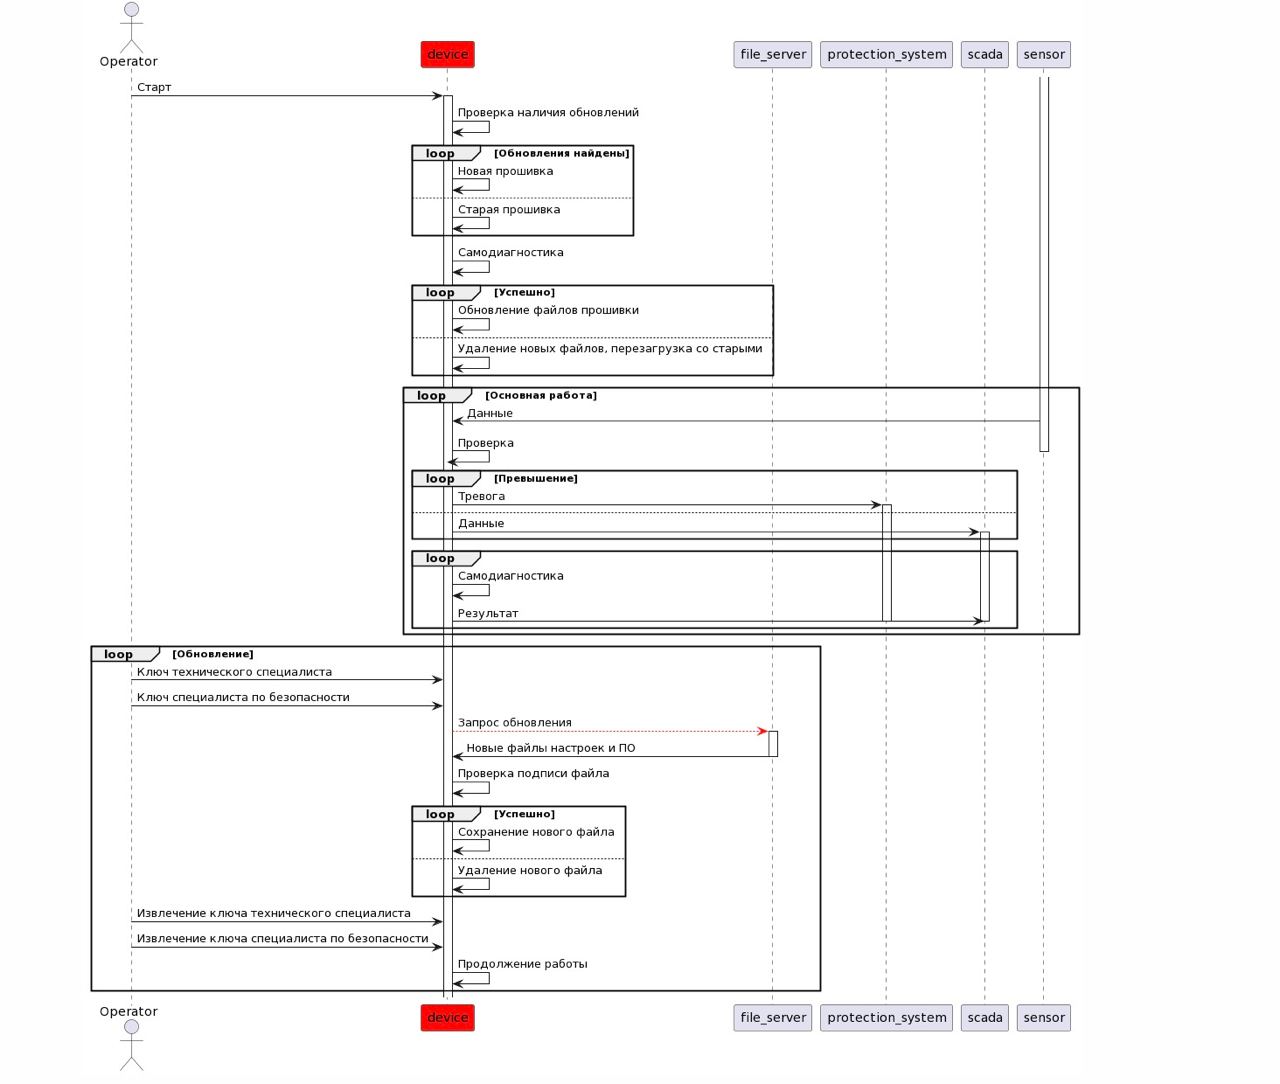 Operator
device
file_server
protection_system
scada
sensor
Старт
Проверка наличия обновлений
loop [Обновления найдены]
Новая прошивка
Старая прошивка
Самодиагностика
loop [Успешно]
Обновление файлов прошивки
Удаление новых файлов, перезагрузка со старыми
loop [Основная работа]
Данные
Проверка
loop [Превышение]
Тревога
Данные
loop
Самодиагностика
Результат
loop [Обновление]
Ключ технического специалиста
Ключ специалиста по безопасности
Запрос обновления
Новые файлы настроек и ПО
Проверка подписи файла
loop [Успешно]
Сохранение нового файла
Удаление нового файла
Извлечение ключа технического специалиста
Извлечение ключа специалиста по безопасности
Продолжение работы
Operator
device
file_server
protection_system
scada
sensor